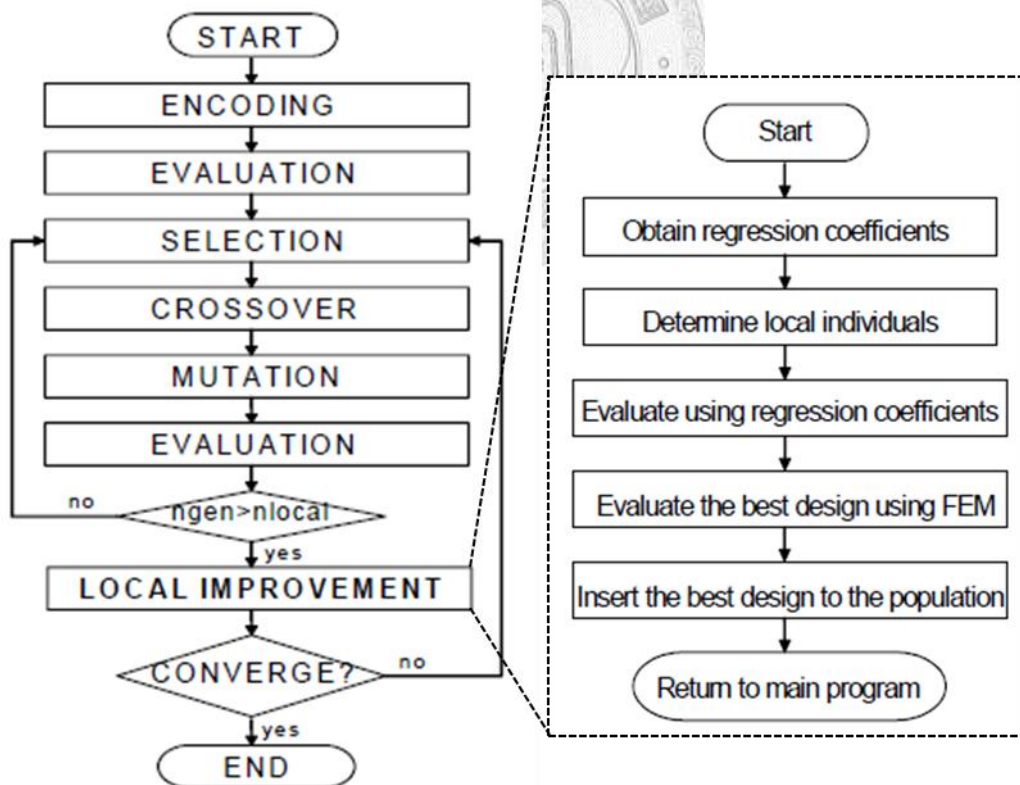 START
ENCODING
EVALUATION
SELECTION
CROSSOVER
MUTATION
EVALUATION
no
ngen>nlocal
yes
LOCAL IMPROVEMENT
CONVERGE?
no
yes
END
Start
Obtain regression coefficients
Determine local individuals
Evaluate using regression coefficients
Evaluate the best design using FEM
Insert the best design to the population
Return to main program